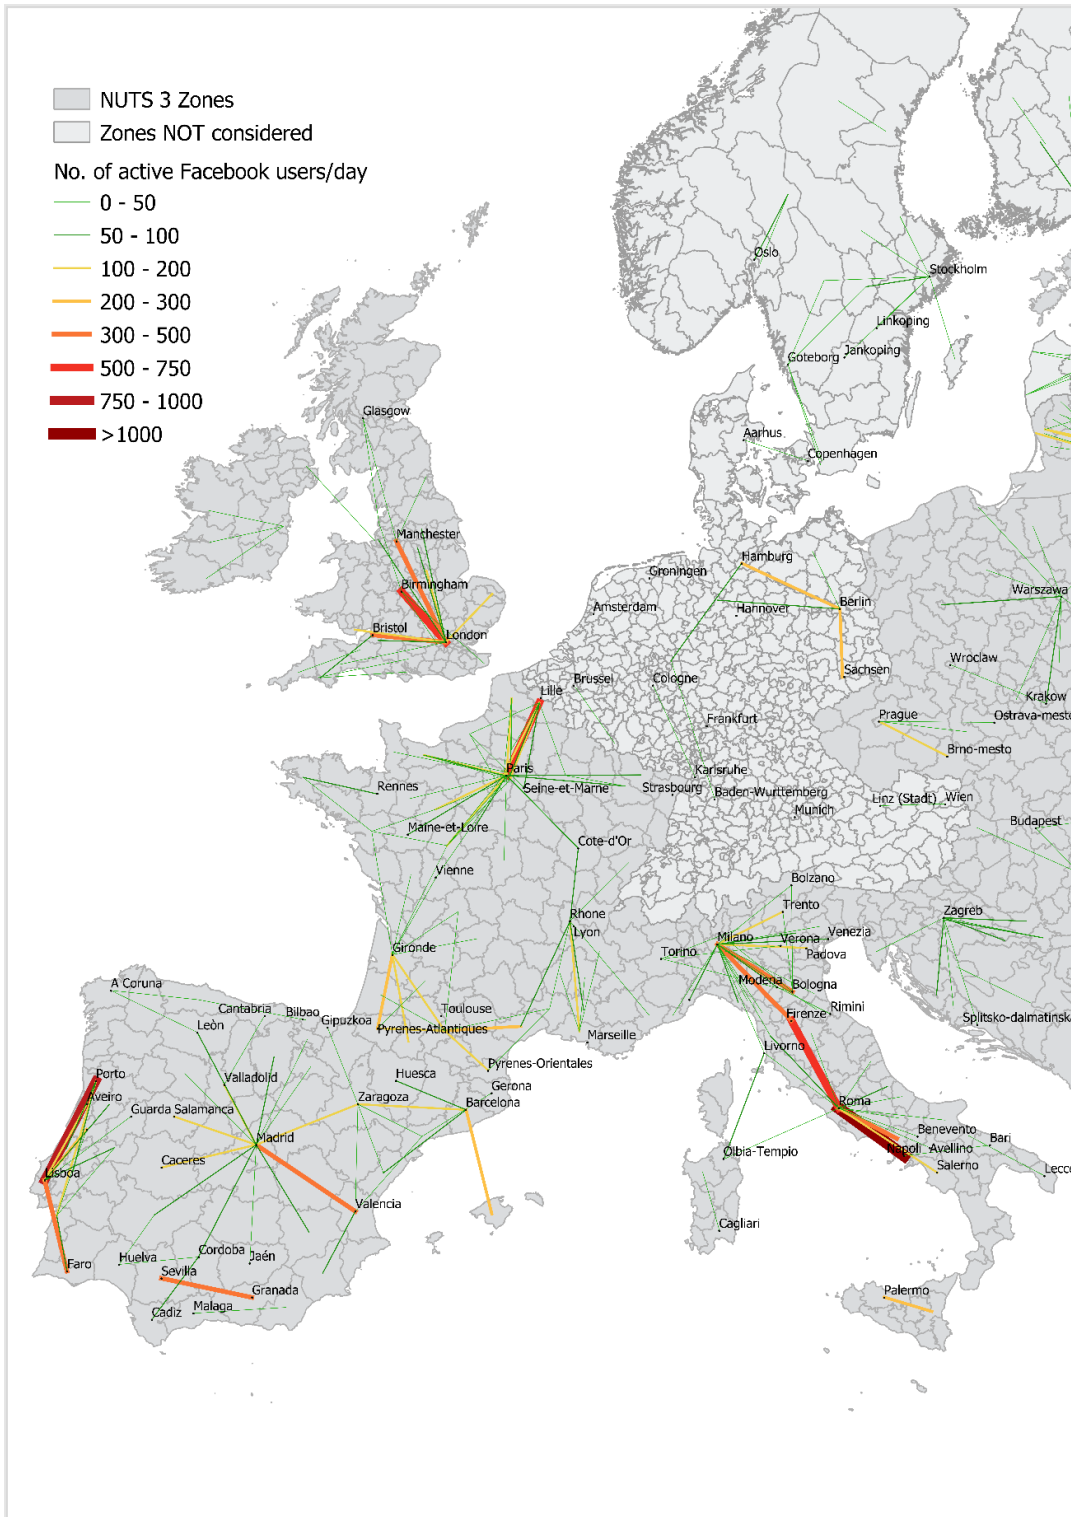 NUTS 3 Zones
Zones NOT considered
No. of active Facebook users/day
0 - 50
50 - 100
100 - 200
200 - 300
300 - 500
500 - 750
750 - 1000
>1000
Oslo
Stockholm
Linkoping
Goteborg
Jankoping
Glasgow
Aarhus
Copenhagen
Manchester
Hamburg
Groningen
Birmingham
Warszawa
Amsterdam
Hannover
Berlin
Bristol
London
Wroclaw
Sachsen
Brussel
Cologne
Lille
Krakow
Frankfurt
Prague
Ostrava-meste
Brno-mesto
Paris
Karlsruhe
Rennes
Seine-et-Marne
Strasbourg
Baden-Wurttemberg
Linz (Stadt)
Wien
Munich
Maine-et-Loire
Budapest
Cote-d'Or
Vienne
Bolzano
Trento
Rhone
Zagreb
Lyon
Milano
Venezia
Verona
Gironde
Torino
Padova
A Coruna
Modena
Bologna
Cantabria
Bilbao
Toulouse
Rimini
Gipuzkoa
Firenze
Leòn
Pyrenes-Atlantiques
Splitsko-dalmatinska
Marseille
Livorno
Pyrenes-Orientales
Porto
Valladolid
Huesca
Gerona
Aveiro
Zaragoza
Barcelona
Roma
Guarda
Salamanca
Madrid
Benevento
Bari
Napoli
Avellino
Olbia-Tempio
Caceres
Lisboa
Salerno
Lecce
Valencia
Cagliari
Faro
Huelva
Cordoba
Jaén
Sevilla
Granada
Palermo
Cadiz
Malaga